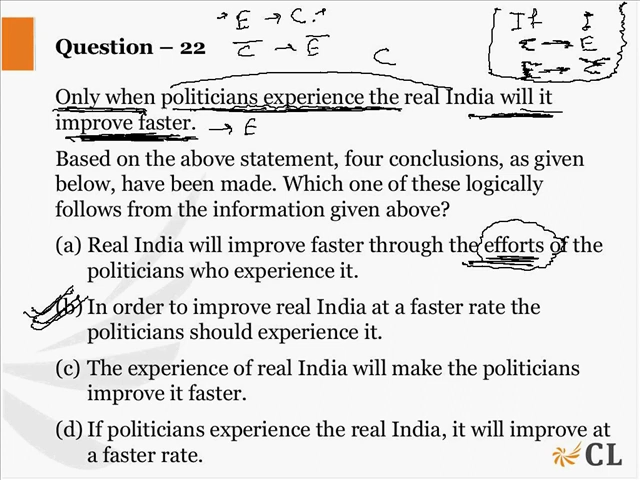 → E → C.
If I
Question – 22
C̅ → E̅
C → E
C
Only when politicians experience the real India will it
improve faster. → E
Based on the above statement, four conclusions, as given
below, have been made. Which one of these logically
follows from the information given above?
(a) Real India will improve faster through the efforts of the
politicians who experience it.
(b) In order to improve real India at a faster rate the
politicians should experience it.
(c) The experience of real India will make the politicians
improve it faster.
(d) If politicians experience the real India, it will improve at
a faster rate.
CL